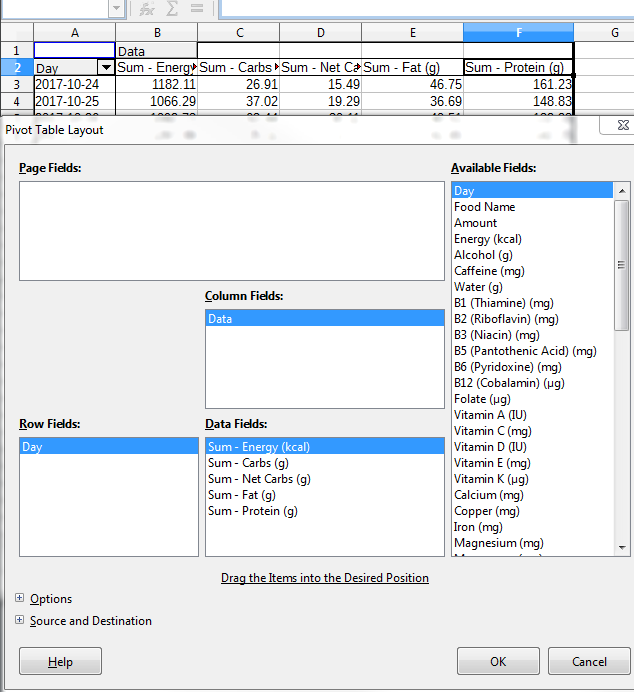 A B C D E F G
1 Data
2 Day Sum - Energy Sum - Carbs Sum - Net Ca Sum - Fat (g) Sum - Protein (g)
3 2017-10-24 1182.11 26.91 15.49 46.75 161.23
4 2017-10-25 1066.29 37.02 19.29 36.69 148.83
Pivot Table Layout
Page Fields:
Available Fields:
Day
Food Name
Amount
Energy (kcal)
Alcohol (g)
Caffeine (mg)
Water (g)
B1 (Thiamine) (mg)
B2 (Riboflavin) (mg)
B3 (Niacin) (mg)
B5 (Pantothenic Acid) (mg)
B6 (Pyridoxine) (mg)
B12 (Cobalamin) (µg)
Folate (µg)
Vitamin A (IU)
Vitamin C (mg)
Vitamin D (IU)
Vitamin E (mg)
Vitamin K (µg)
Calcium (mg)
Copper (mg)
Iron (mg)
Magnesium (mg)
Column Fields:
Data
Row Fields:
Day
Data Fields:
Sum - Energy (kcal)
Sum - Carbs (g)
Sum - Net Carbs (g)
Sum - Fat (g)
Sum - Protein (g)
Drag the Items into the Desired Position
Options
Source and Destination
Help
OK
Cancel